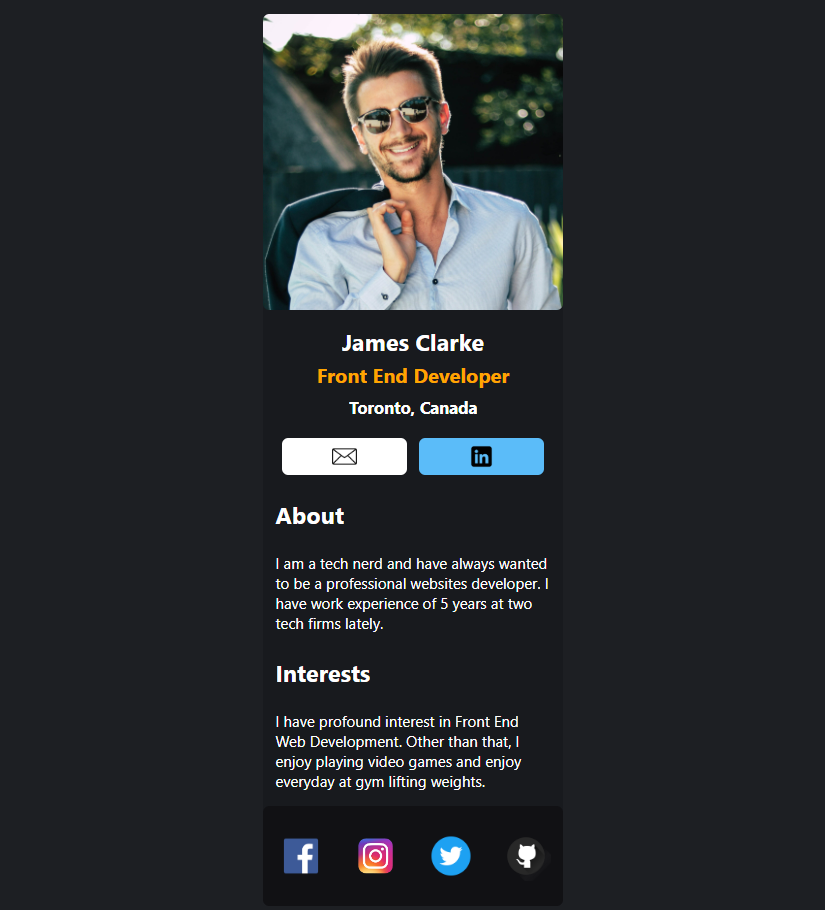 James Clarke
Front End Developer
Toronto, Canada
in
About
I am a tech nerd and have always wanted
to be a professional websites developer. I
have work experience of 5 years at two
tech firms lately.
Interests
I have profound interest in Front End
Web Development. Other than that, I
enjoy playing video games and enjoy
everyday at gym lifting weights.
f